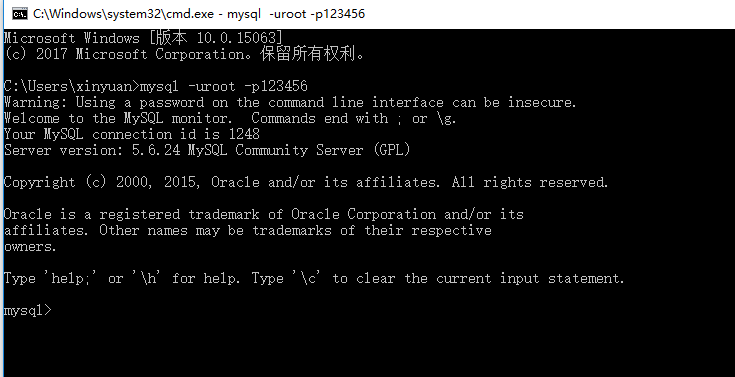 C:\Windows\system32\cmd.exe - mysql  -uroot -p123456
Microsoft Windows [版本 10.0.15063]
(c) 2017 Microsoft Corporation。保留所有权利。
C:\Users\xinyuan>mysql -uroot -p123456
Warning: Using a password on the command line interface can be insecure.
Welcome to the MySQL monitor.  Commands end with ; or \g.
Your MySQL connection id is 1248
Server version: 5.6.24 MySQL Community Server (GPL)
Copyright (c) 2000, 2015, Oracle and/or its affiliates. All rights reserved.
Oracle is a registered trademark of Oracle Corporation and/or its
affiliates. Other names may be trademarks of their respective
owners.
Type 'help;' or '\h' for help. Type '\c' to clear the current input statement.
mysql>